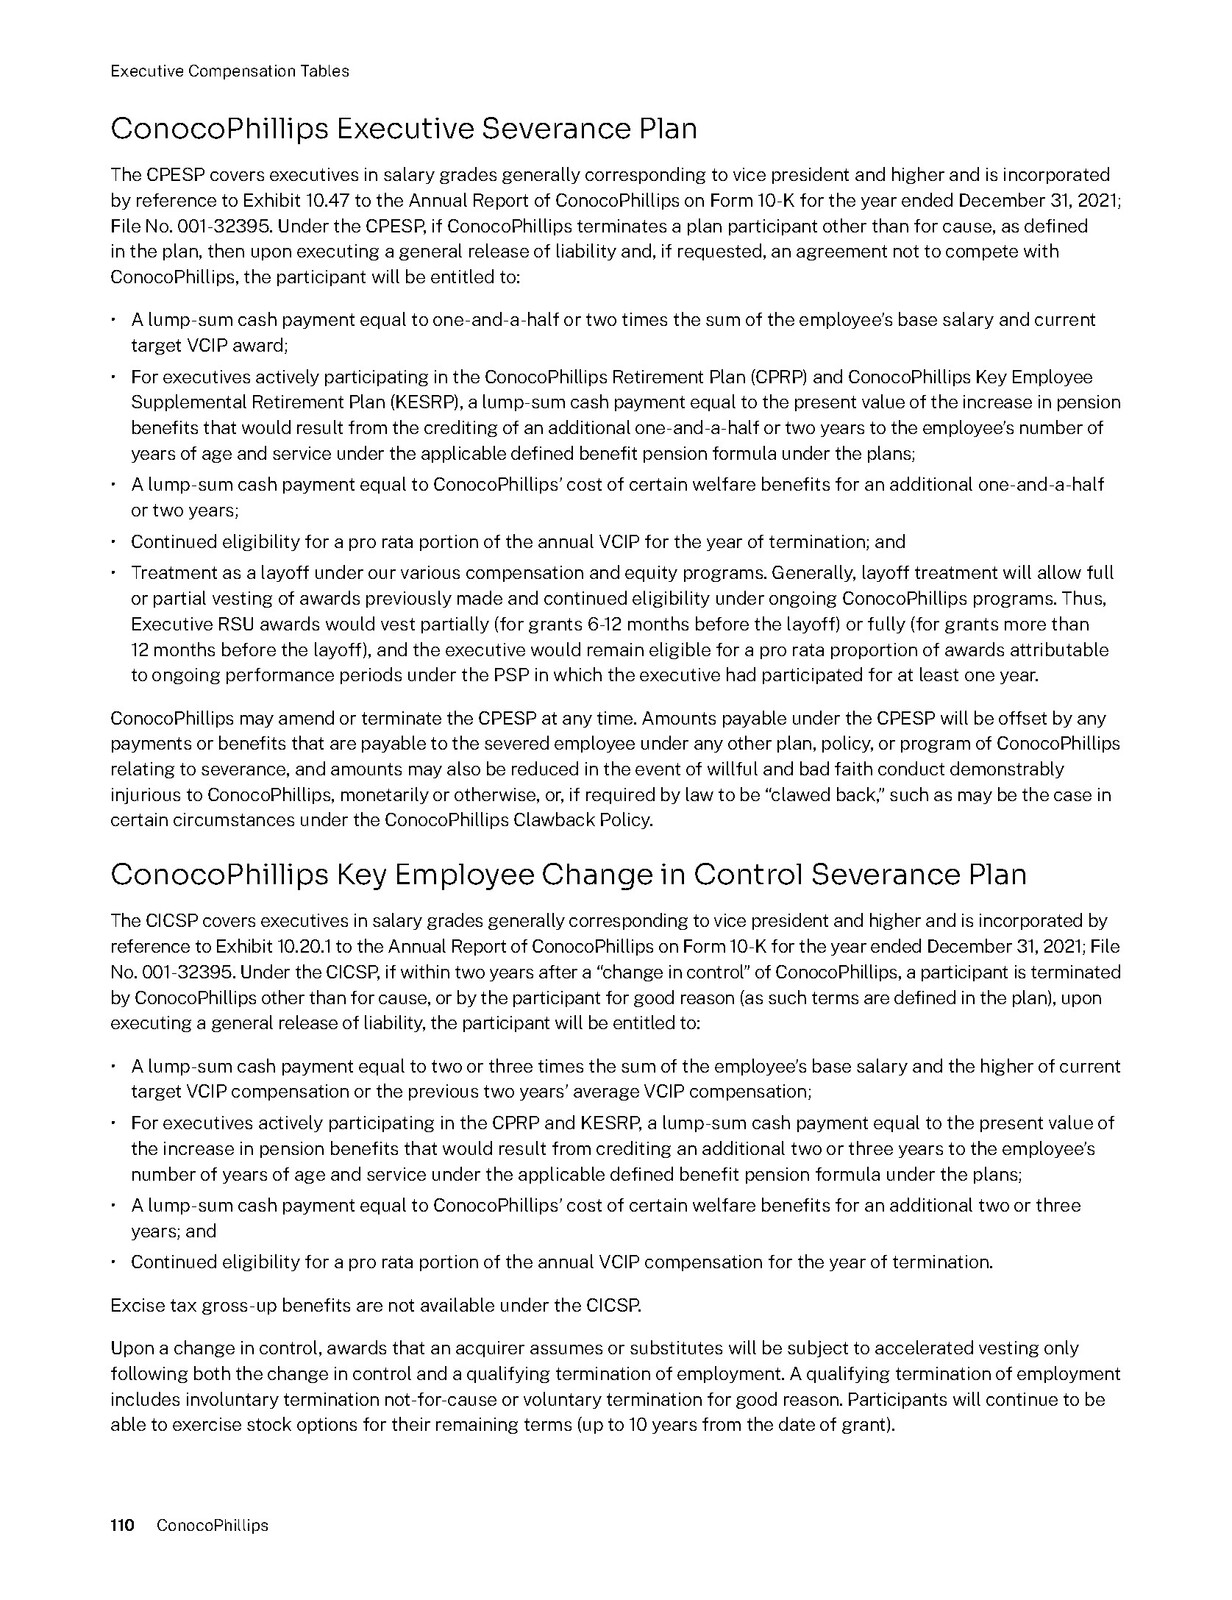 Executive Compensation Tables
ConocoPhillips Executive Severance Plan
The CPESP covers executives in salary grades generally corresponding to vice president and higher and is incorporated
by reference to Exhibit 10.47 to the Annual Report of ConocoPhillips on Form 10-K for the year ended December 31, 2021;
File No. 001-32395. Under the CPESP, if ConocoPhillips terminates a plan participant other than for cause, as defined
in the plan, then upon executing a general release of liability and, if requested, an agreement not to compete with
ConocoPhillips, the participant will be entitled to:
• A lump-sum cash payment equal to one-and-a-half or two times the sum of the employee’s base salary and current
target VCIP award;
• For executives actively participating in the ConocoPhillips Retirement Plan (CPRP) and ConocoPhillips Key Employee
Supplemental Retirement Plan (KESRP), a lump-sum cash payment equal to the present value of the increase in pension
benefits that would result from the crediting of an additional one-and-a-half or two years to the employee’s number of
years of age and service under the applicable defined benefit pension formula under the plans;
• A lump-sum cash payment equal to ConocoPhillips’ cost of certain welfare benefits for an additional one-and-a-half
or two years;
• Continued eligibility for a pro rata portion of the annual VCIP for the year of termination; and
• Treatment as a layoff under our various compensation and equity programs. Generally, layoff treatment will allow full
or partial vesting of awards previously made and continued eligibility under ongoing ConocoPhillips programs. Thus,
Executive RSU awards would vest partially (for grants 6-12 months before the layoff) or fully (for grants more than
12 months before the layoff), and the executive would remain eligible for a pro rata proportion of awards attributable
to ongoing performance periods under the PSP in which the executive had participated for at least one year.
ConocoPhillips may amend or terminate the CPESP at any time. Amounts payable under the CPESP will be offset by any
payments or benefits that are payable to the severed employee under any other plan, policy, or program of ConocoPhillips
relating to severance, and amounts may also be reduced in the event of willful and bad faith conduct demonstrably
injurious to ConocoPhillips, monetarily or otherwise, or, if required by law to be “clawed back,” such as may be the case in
certain circumstances under the ConocoPhillips Clawback Policy.
ConocoPhillips Key Employee Change in Control Severance Plan
The CICSP covers executives in salary grades generally corresponding to vice president and higher and is incorporated by
reference to Exhibit 10.20.1 to the Annual Report of ConocoPhillips on Form 10-K for the year ended December 31, 2021; File
No. 001-32395. Under the CICSP, if within two years after a “change in control” of ConocoPhillips, a participant is terminated
by ConocoPhillips other than for cause, or by the participant for good reason (as such terms are defined in the plan), upon
executing a general release of liability, the participant will be entitled to:
• A lump-sum cash payment equal to two or three times the sum of the employee’s base salary and the higher of current
target VCIP compensation or the previous two years’ average VCIP compensation;
• For executives actively participating in the CPRP and KESRP, a lump-sum cash payment equal to the present value of
the increase in pension benefits that would result from crediting an additional two or three years to the employee’s
number of years of age and service under the applicable defined benefit pension formula under the plans;
• A lump-sum cash payment equal to ConocoPhillips’ cost of certain welfare benefits for an additional two or three
years; and
• Continued eligibility for a pro rata portion of the annual VCIP compensation for the year of termination.
Excise tax gross-up benefits are not available under the CICSP.
Upon a change in control, awards that an acquirer assumes or substitutes will be subject to accelerated vesting only
following both the change in control and a qualifying termination of employment. A qualifying termination of employment
includes involuntary termination not-for-cause or voluntary termination for good reason. Participants will continue to be
able to exercise stock options for their remaining terms (up to 10 years from the date of grant).
110 ConocoPhillips